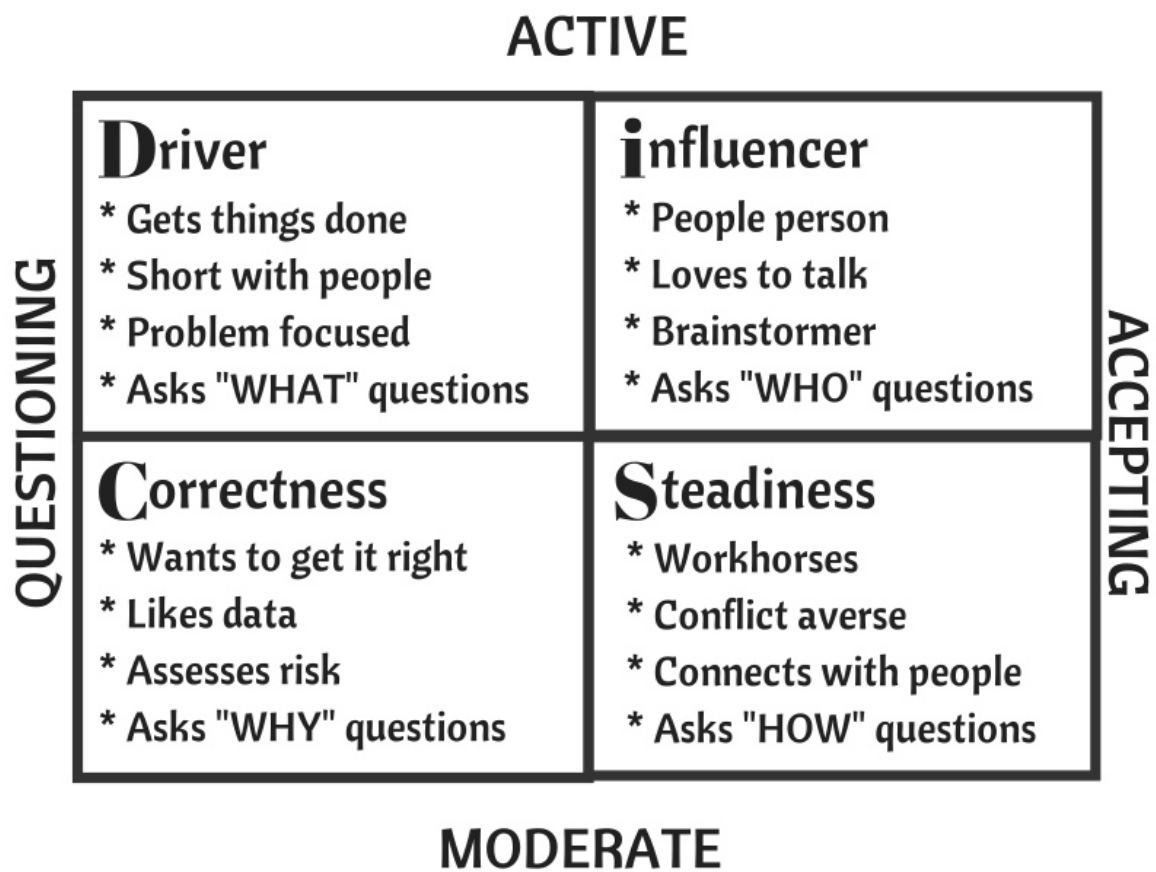 ACTIVE
QUESTIONING
Driver
* Gets things done
* Short with people
* Problem focused
* Asks "WHAT" questions
influencer
* People person
* Loves to talk
* Brainstormer
* Asks "WHO" questions
Correctness
* Wants to get it right
* Likes data
* Assesses risk
* Asks "WHY" questions
Steadiness
* Workhorses
* Conflict averse
* Connects with people
* Asks "HOW" questions
ACCEPTING
MODERATE